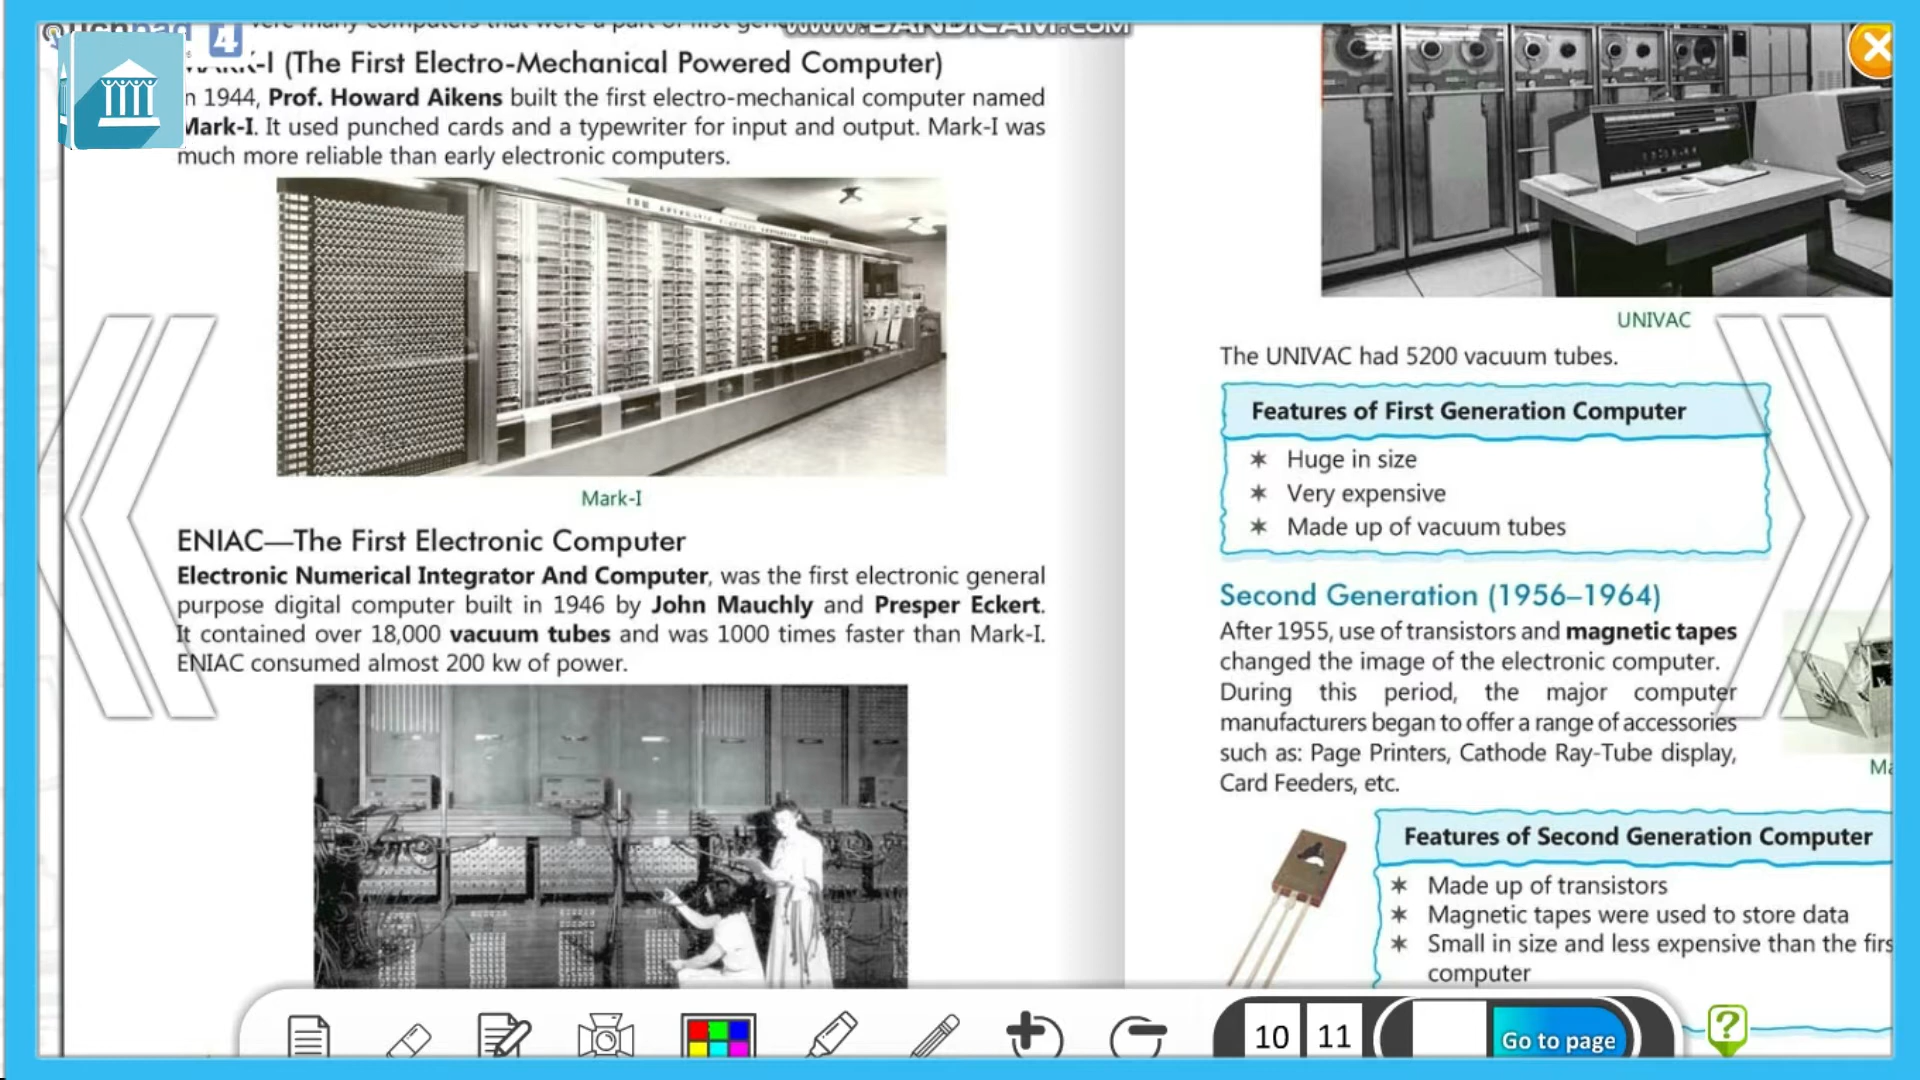 4
www.BANDICAM.com
-I (The First Electro-Mechanical Powered Computer)
n 1944, Prof. Howard Aikens built the first electro-mechanical computer named
Mark-I. It used punched cards and a typewriter for input and output. Mark-I was
much more reliable than early electronic computers.
Mark-I
ENIAC—The First Electronic Computer
Electronic Numerical Integrator And Computer, was the first electronic general
purpose digital computer built in 1946 by John Mauchly and Presper Eckert.
It contained over 18,000 vacuum tubes and was 1000 times faster than Mark-I.
ENIAC consumed almost 200 kw of power.
UNIVAC
UNIVAC
The UNIVAC had 5200 vacuum tubes.
Features of First Generation Computer
✶ Huge in size
✶ Very expensive
✶ Made up of vacuum tubes
Second Generation (1956–1964)
After 1955, use of transistors and magnetic tapes
changed the image of the electronic computer.
During this period, the major computer
manufacturers began to offer a range of accessories
such as: Page Printers, Cathode Ray-Tube display,
Card Feeders, etc.
Ma
Features of Second Generation Computer
✶ Made up of transistors
✶ Magnetic tapes were used to store data
✶ Small in size and less expensive than the firs
computer
10 11 Go to page
?